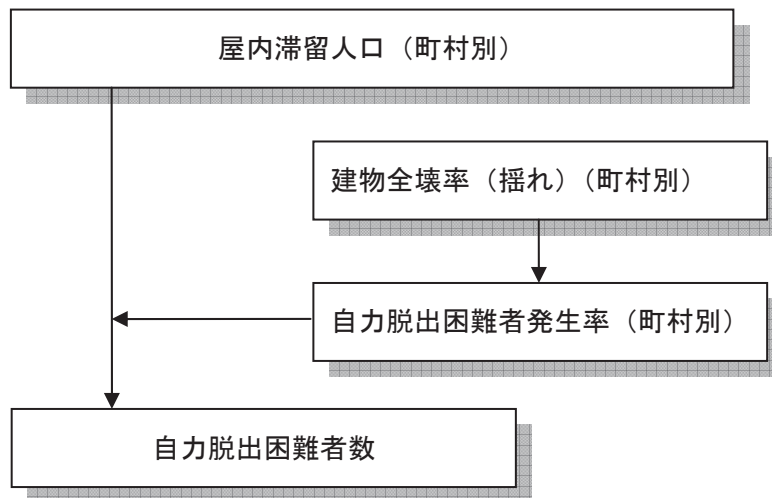 屋内滞留人口（町村別）
建物全壊率（揺れ）（町村別）
自力脱出困難者発生率（町村別）
自力脱出困難者数